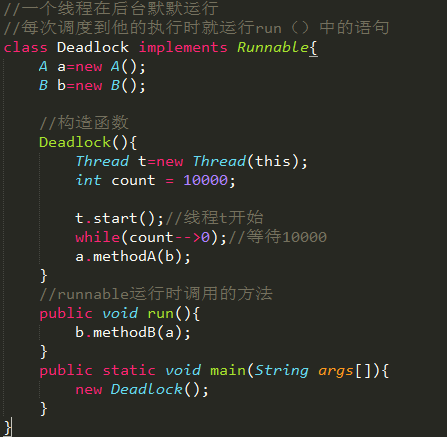 //一个线程在后台默默运行
//每次调度到他的执行时就运行run（）中的语句
class Deadlock implements Runnable{
    A a=new A();
    B b=new B();

    //构造函数
    Deadlock(){
        Thread t=new Thread(this);
        int count = 10000;

        t.start();//线程t开始
        while(count-->0);//等待10000
        a.methodA(b);
    }
    //runnable运行时调用的方法
    public void run(){
        b.methodB(a);
    }
    public static void main(String args[]){
        new Deadlock();
    }
}